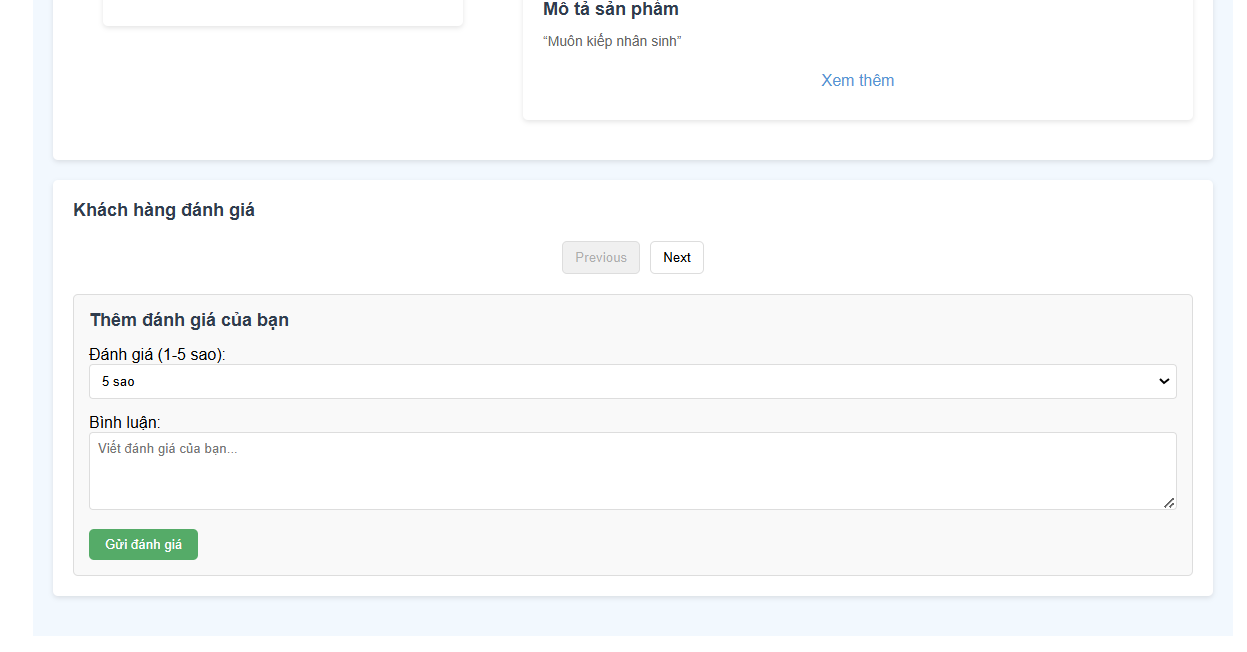 Mô tả sản phẩm
“Muôn kiếp nhân sinh”
Xem thêm
Khách hàng đánh giá
Previous
Next
Thêm đánh giá của bạn
Đánh giá (1-5 sao):
5 sao
Bình luận:
Viết đánh giá của bạn...
Gửi đánh giá